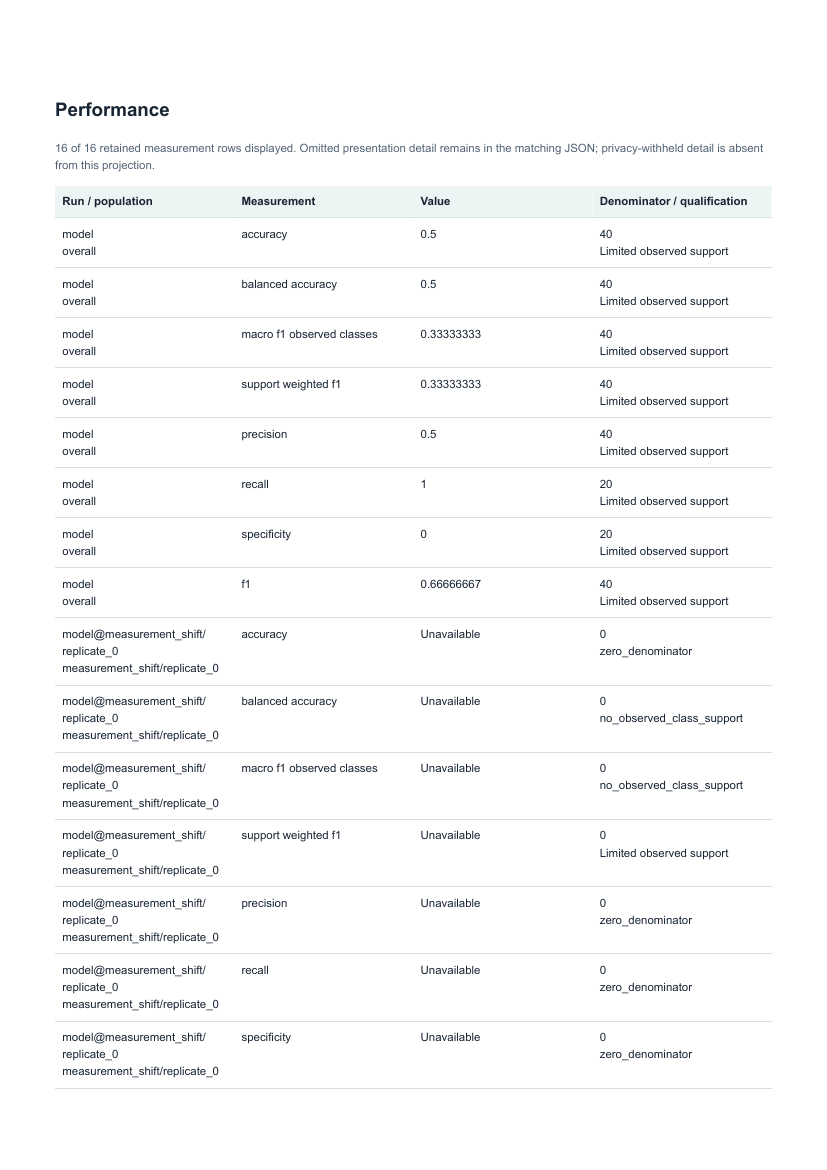 Performance
16 of 16 retained measurement rows displayed. Omitted presentation detail remains in the matching JSON; privacy-withheld detail is absent
from this projection.
Run / population Measurement Value Denominator / qualification
model accuracy 0.5 40
overall Limited observed support
model balanced accuracy 0.5 40
overall Limited observed support
model macro f1 observed classes 0.33333333 40
overall Limited observed support
model support weighted f1 0.33333333 40
overall Limited observed support
model precision 0.5 40
overall Limited observed support
model recall 1 20
overall Limited observed support
model specificity 0 20
overall Limited observed support
model f1 0.66666667 40
overall Limited observed support
model@measurement_shift/ accuracy Unavailable 0
replicate_0 zero_denominator
measurement_shift/replicate_0
model@measurement_shift/ balanced accuracy Unavailable 0
replicate_0 no_observed_class_support
measurement_shift/replicate_0
model@measurement_shift/ macro f1 observed classes Unavailable 0
replicate_0 no_observed_class_support
measurement_shift/replicate_0
model@measurement_shift/ support weighted f1 Unavailable 0
replicate_0 Limited observed support
measurement_shift/replicate_0
model@measurement_shift/ precision Unavailable 0
replicate_0 zero_denominator
measurement_shift/replicate_0
model@measurement_shift/ recall Unavailable 0
replicate_0 zero_denominator
measurement_shift/replicate_0
model@measurement_shift/ specificity Unavailable 0
replicate_0 zero_denominator
measurement_shift/replicate_0